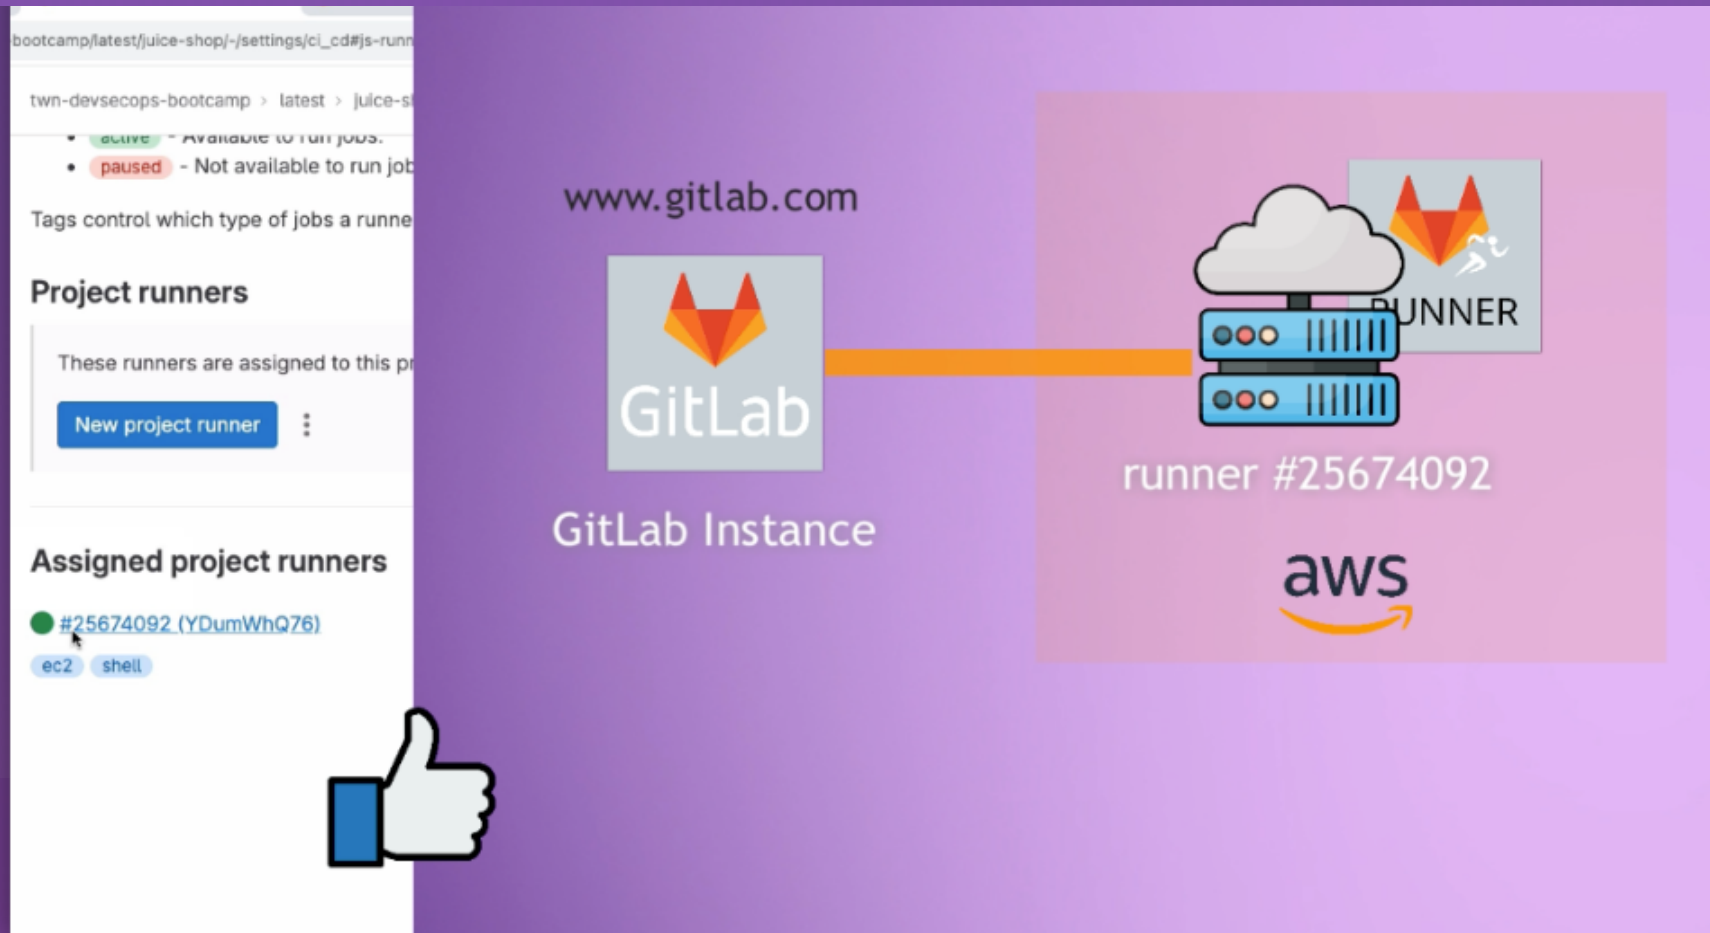 -bootcamp/latest/juice-shop/-/settings/ci_cd#js-runn
twn-devsecops-bootcamp > latest > juice-sh
active - Available to run jobs.
paused - Not available to run job
Tags control which type of jobs a runne
Project runners
These runners are assigned to this pr
New project runner
Assigned project runners
#25674092 (YDumWhQ76)
ec2 shell
www.gitlab.com
GitLab
GitLab Instance
RUNNER
runner #25674092
aws